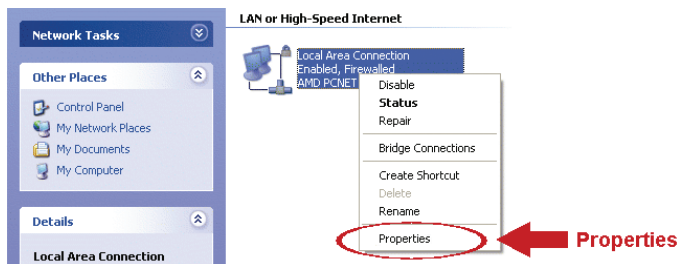 Network Tasks
Other Places
Control Panel
My Network Places
My Documents
My Computer
Details
Local Area Connection
LAN or High-Speed Internet
Local Area Connection
Enabled, Firewalled
AMD PCNET
Disable
Status
Repair
Bridge Connections
Create Shortcut
Delete
Rename
Properties
Properties